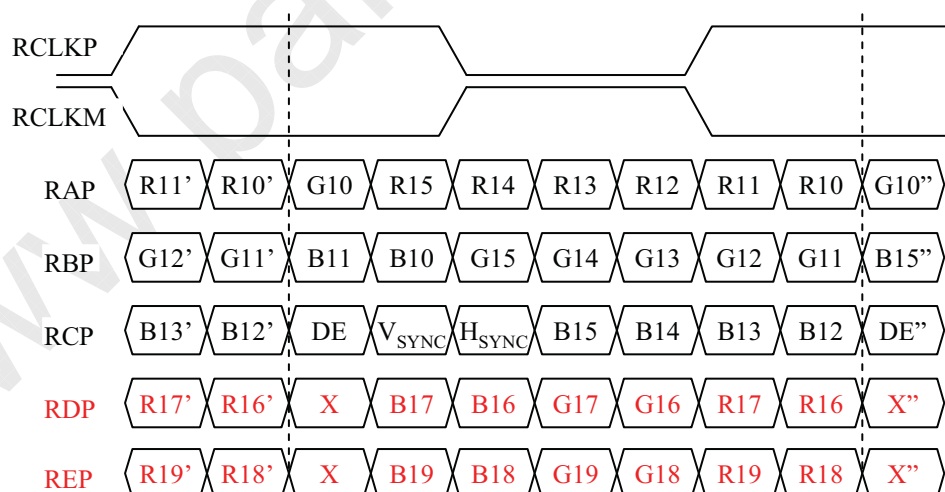 www.pa
RCLKP
RCLKM
RAP R11’ R10’ G10 R15 R14 R13 R12 R11 R10 G10”
RBP G12’ G11’ B11 B10 G15 G14 G13 G12 G11 B15”
RCP B13’ B12’ DE VSYNC HSYNC B15 B14 B13 B12 DE”
RDP R17’ R16’ X B17 B16 G17 G16 R17 R16 X”
REP R19’ R18’ X B19 B18 G19 G18 R19 R18 X”